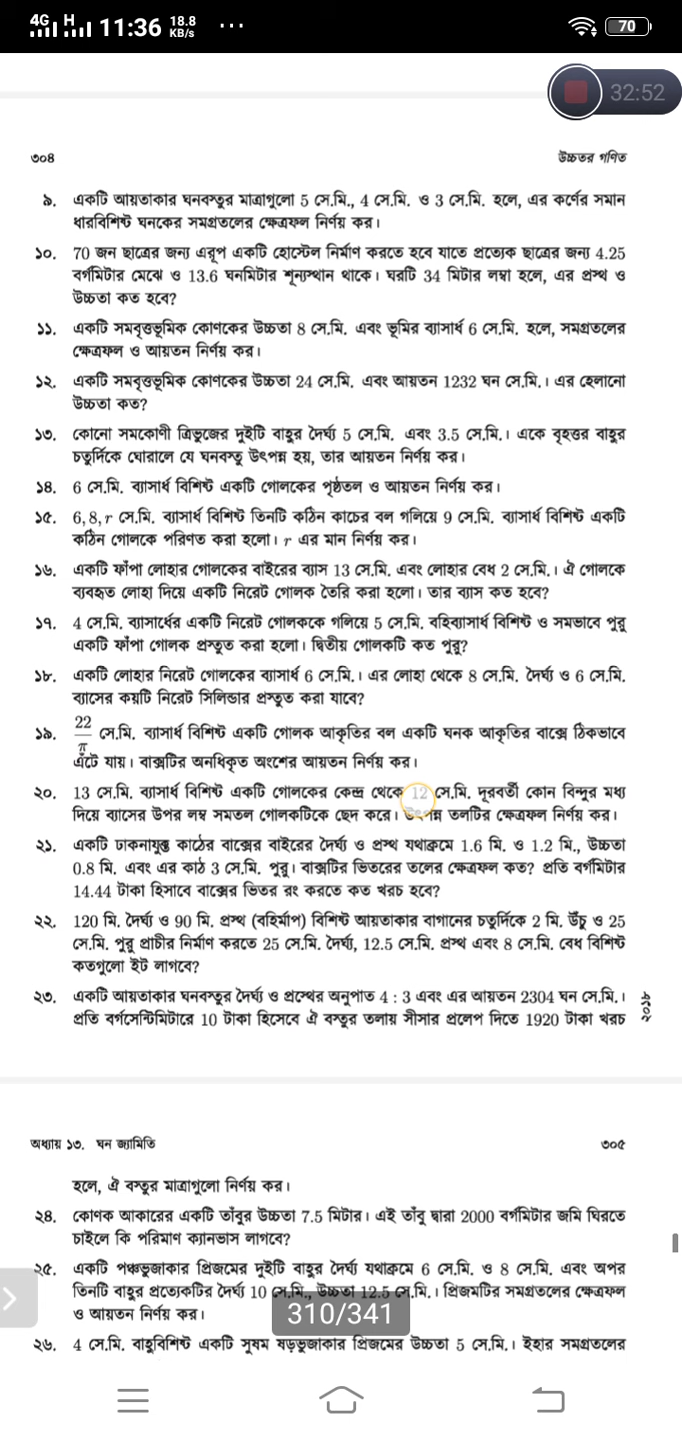 4G H 11:36 18.8 KB/s ... 70
32:52
৩০৪ উচ্চতর গণিত
৯. একটি আয়তাকার ঘনবস্তুর মাত্রাগুলো 5 সে.মি., 4 সে.মি. ও 3 সে.মি. হলে, এর কর্ণের সমান
ধারবিশিষ্ট ঘনকের সমগ্রতলের ক্ষেত্রফল নির্ণয় কর।
১০. 70 জন ছাত্রের জন্য এরূপ একটি হোস্টেল নির্মাণ করতে হবে যাতে প্রত্যেক ছাত্রের জন্য 4.25
বর্গমিটার মেঝে ও 13.6 ঘনমিটার শূন্যস্থান থাকে। ঘরটি 34 মিটার লম্বা হলে, এর প্রস্থ ও
উচ্চতা কত হবে?
১১. একটি সমবৃত্তভূমিক কোণকের উচ্চতা 8 সে.মি. এবং ভূমির ব্যাসার্ধ 6 সে.মি. হলে, সমগ্রতলের
ক্ষেত্রফল ও আয়তন নির্ণয় কর।
১২. একটি সমবৃত্তভূমিক কোণকের উচ্চতা 24 সে.মি. এবং আয়তন 1232 ঘন সে.মি.। এর হেলানো
উচ্চতা কত?
১৩. কোনো সমকোণী ত্রিভুজের দুইটি বাহুর দৈর্ঘ্য 5 সে.মি. এবং 3.5 সে.মি.। একে বৃহত্তর বাহুর
চতুর্দিকে ঘোরালে যে ঘনবস্তু উৎপন্ন হয়, তার আয়তন নির্ণয় কর।
১৪. 6 সে.মি. ব্যাসার্ধ বিশিষ্ট একটি গোলকের পৃষ্ঠতল ও আয়তন নির্ণয় কর।
১৫. 6, 8, r সে.মি. ব্যাসার্ধ বিশিষ্ট তিনটি কঠিন কাচের বল গলিয়ে 9 সে.মি. ব্যাসার্ধ বিশিষ্ট একটি
কঠিন গোলকে পরিণত করা হলো। r এর মান নির্ণয় কর।
১৬. একটি ফাঁপা লোহার গোলকের বাইরের ব্যাস 13 সে.মি. এবং লোহার বেধ 2 সে.মি.। ঐ গোলকে
ব্যবহৃত লোহা দিয়ে একটি নিরেট গোলক তৈরি করা হলো। তার ব্যাস কত হবে?
১৭. 4 সে.মি. ব্যাসার্ধের একটি নিরেট গোলককে গলিয়ে 5 সে.মি. বহির্ব্যাসার্ধ বিশিষ্ট ও সমভাবে পুরু
একটি ফাঁপা গোলক প্রস্তুত করা হলো। দ্বিতীয় গোলকটি কত পুরু?
১৮. একটি লোহার নিরেট গোলকের ব্যাসার্ধ 6 সে.মি.। এর লোহা থেকে 8 সে.মি. দৈর্ঘ্য ও 6 সে.মি.
ব্যাসের কয়টি নিরেট সিলিন্ডার প্রস্তুত করা যাবে?
১৯. 22/π সে.মি. ব্যাসার্ধ বিশিষ্ট একটি গোলক আকৃতির বল একটি ঘনক আকৃতির বাক্সে ঠিকভাবে
এঁটে যায়। বাক্সটির অনধিকৃত অংশের আয়তন নির্ণয় কর।
২০. 13 সে.মি. ব্যাসার্ধ বিশিষ্ট একটি গোলকের কেন্দ্র থেকে 12 সে.মি. দূরবর্তী কোন বিন্দুর মধ্য
দিয়ে ব্যাসের উপর লম্ব সমতল গোলকটিকে ছেদ করে। উৎপন্ন তলটির ক্ষেত্রফল নির্ণয় কর।
২১. একটি ঢাকনাযুক্ত কাঠের বাক্সের বাইরের দৈর্ঘ্য ও প্রস্থ যথাক্রমে 1.6 মি. ও 1.2 মি., উচ্চতা
0.8 মি. এবং এর কাঠ 3 সে.মি. পুরু। বাক্সটির ভিতরের তলের ক্ষেত্রফল কত? প্রতি বর্গমিটার
14.44 টাকা হিসাবে বাক্সের ভিতর রং করতে কত খরচ হবে?
২২. 120 মি. দৈর্ঘ্য ও 90 মি. প্রস্থ (বহির্মাপ) বিশিষ্ট আয়তাকার বাগানের চতুর্দিকে 2 মি. উঁচু ও 25
সে.মি. পুরু প্রাচীর নির্মাণ করতে 25 সে.মি. দৈর্ঘ্য, 12.5 সে.মি. প্রস্থ এবং 8 সে.মি. বেধ বিশিষ্ট
কতগুলো ইট লাগবে?
২৩. একটি আয়তাকার ঘনবস্তুর দৈর্ঘ্য ও প্রস্থের অনুপাত 4 : 3 এবং এর আয়তন 2304 ঘন সে.মি.।
প্রতি বর্গসেন্টিমিটারে 10 টাকা হিসেবে ঐ বস্তুর তলায় সীসার প্রলেপ দিতে 1920 টাকা খরচ
২০১৮
অধ্যায় ১৩. ঘন জ্যামিতি ৩০৫
হলে, ঐ বস্তুর মাত্রাগুলো নির্ণয় কর।
২৪. কোণক আকারের একটি তাঁবুর উচ্চতা 7.5 মিটার। এই তাঁবু দ্বারা 2000 বর্গমিটার জমি ঘিরতে
চাইলে কি পরিমাণ ক্যানভাস লাগবে?
২৫. একটি পঞ্চভুজাকার প্রিজমের দুইটি বাহুর দৈর্ঘ্য যথাক্রমে 6 সে.মি. ও 8 সে.মি. এবং অপর
তিনটি বাহুর প্রত্যেকটির দৈর্ঘ্য 10 সে.মি., উচ্চতা 12.5 সে.মি.। প্রিজমটির সমগ্রতলের ক্ষেত্রফল
ও আয়তন নির্ণয় কর।
310/341
২৬. 4 সে.মি. বাহুবিশিষ্ট একটি সুষম ষড়ভুজাকার প্রিজমের উচ্চতা 5 সে.মি.। ইহার সমগ্রতলের